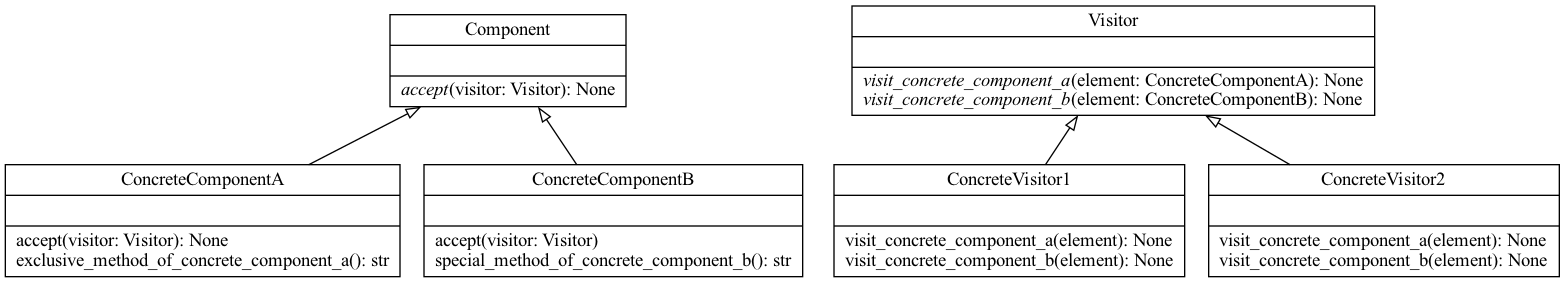 Component
accept(visitor: Visitor): None
Visitor
visit_concrete_component_a(element: ConcreteComponentA): None
visit_concrete_component_b(element: ConcreteComponentB): None
ConcreteComponentA
accept(visitor: Visitor): None
exclusive_method_of_concrete_component_a(): str
ConcreteComponentB
accept(visitor: Visitor)
special_method_of_concrete_component_b(): str
ConcreteVisitor1
visit_concrete_component_a(element): None
visit_concrete_component_b(element): None
ConcreteVisitor2
visit_concrete_component_a(element): None
visit_concrete_component_b(element): None